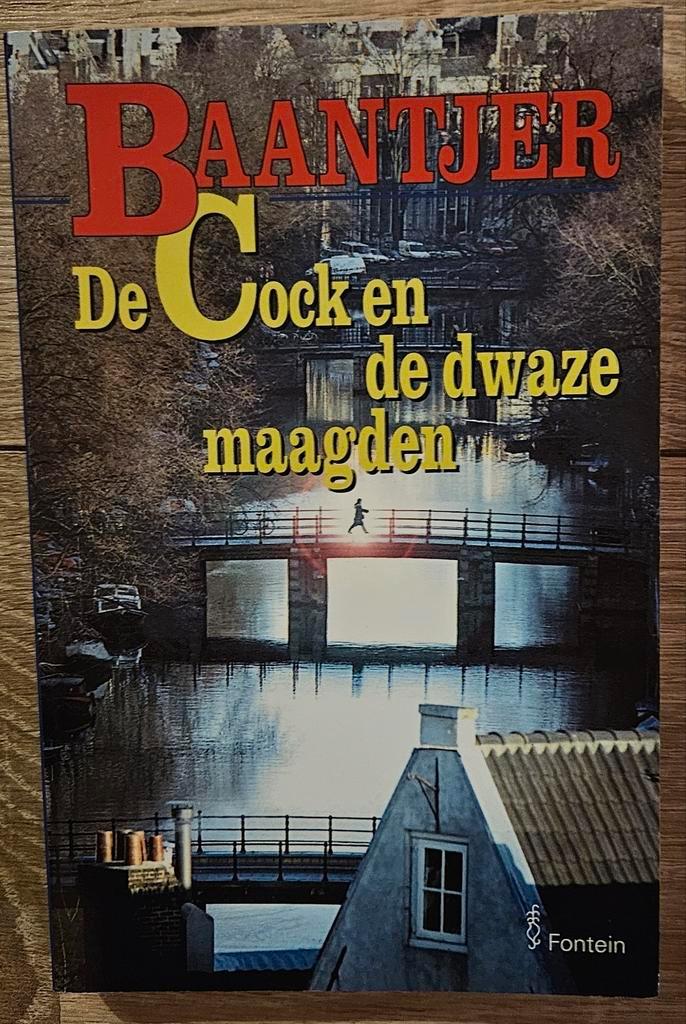 BAANTJER
De Cock en
de dwaze
maagden
Fontein